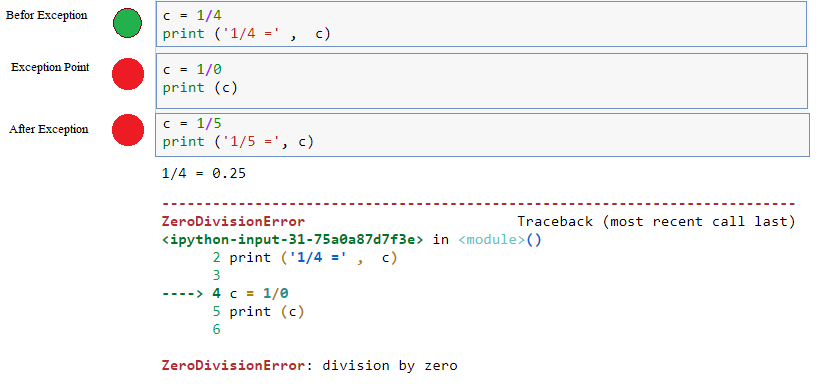 Befor Exception
c = 1/4
print ('1/4 =' ,  c)
Exception Point
c = 1/0
print (c)
After Exception
c = 1/5
print ('1/5 =', c)
1/4 = 0.25
---------------------------------------------------------------------------
ZeroDivisionError                         Traceback (most recent call last)
<ipython-input-31-75a0a87d7f3e> in <module>()
      2 print ('1/4 =' ,  c)
      3
----> 4 c = 1/0
      5 print (c)
      6
ZeroDivisionError: division by zero